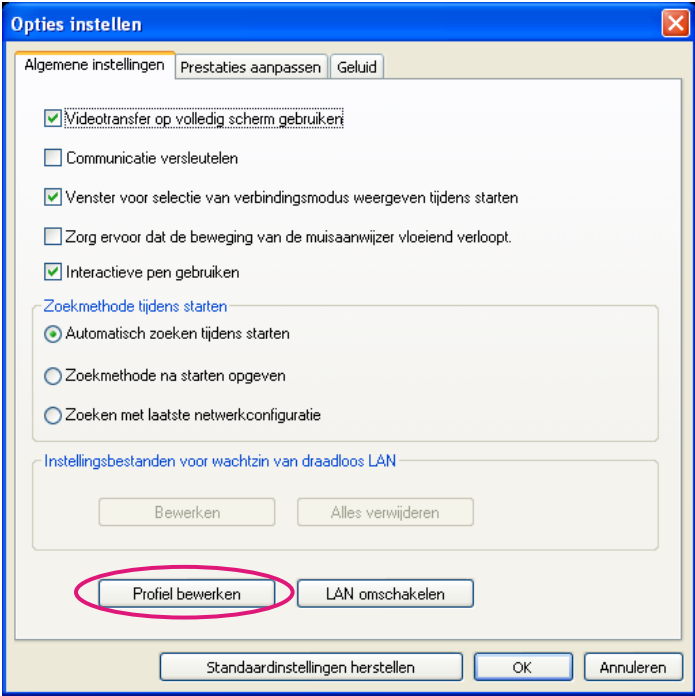 Opties instellen
Algemene instellingen Prestaties aanpassen Geluid
Videotransfer op volledig scherm gebruiken
Communicatie versleutelen
Venster voor selectie van verbindingsmodus weergeven tijdens starten
Zorg ervoor dat de beweging van de muisaanwijzer vloeiend verloopt.
Interactieve pen gebruiken
Zoekmethode tijdens starten
Automatisch zoeken tijdens starten
Zoekmethode na starten opgeven
Zoeken met laatste netwerkconfiguratie
Instellingsbestanden voor wachtzin van draadloos LAN
Bewerken Alles verwijderen
Profiel bewerken LAN omschakelen
Standaardinstellingen herstellen OK Annuleren